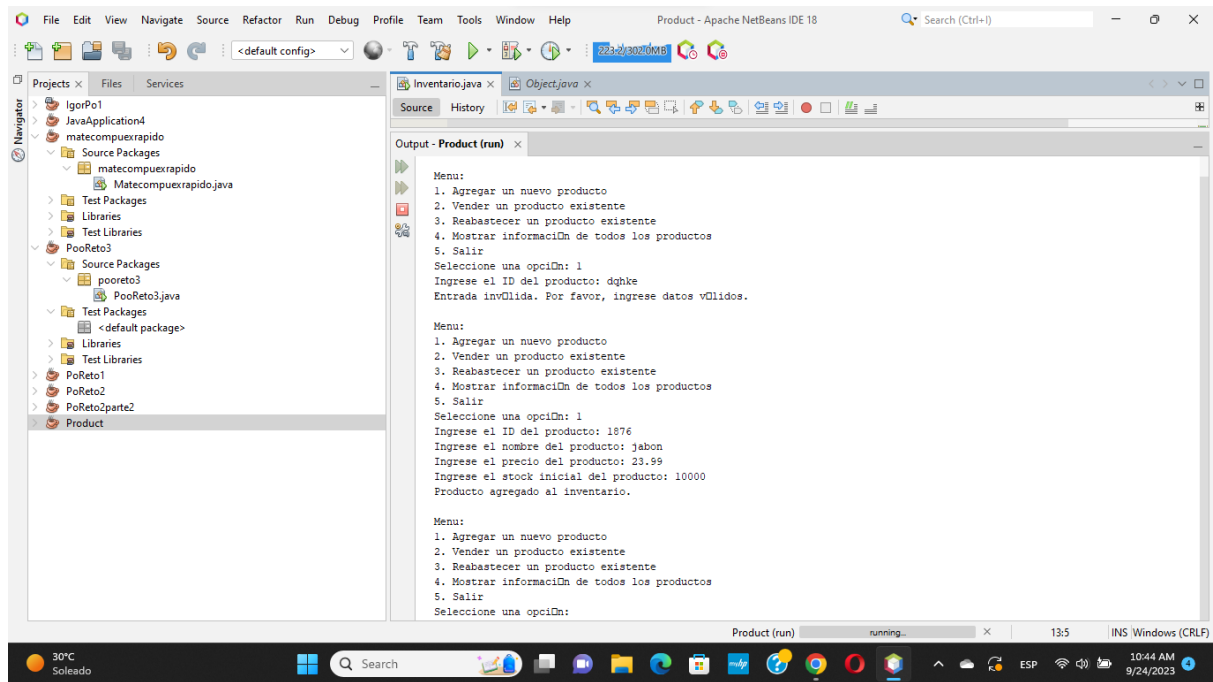 File Edit View Navigate Source Refactor Run Debug Profile Team Tools Window Help Product - Apache NetBeans IDE 18 Search (Ctrl+I)
<default config> 223.2/302.0MB
Projects Files Services
Navigator
IgorPo1
JavaApplication4
matecompuexrapido
Source Packages
matecompuexrapido
Matecompuexrapido.java
Test Packages
Libraries
Test Libraries
PooReto3
Source Packages
pooreto3
PooReto3.java
Test Packages
<default package>
Libraries
Test Libraries
PoReto1
PoReto2
PoReto2parte2
Product
Inventario.java Object.java
Source History
Output - Product (run)
Menu:
1. Agregar un nuevo producto
2. Vender un producto existente
3. Reabastecer un producto existente
4. Mostrar informaci□n de todos los productos
5. Salir
Seleccione una opci□n: 1
Ingrese el ID del producto: dqhke
Entrada inv□lida. Por favor, ingrese datos v□lidos.
Menu:
1. Agregar un nuevo producto
2. Vender un producto existente
3. Reabastecer un producto existente
4. Mostrar informaci□n de todos los productos
5. Salir
Seleccione una opci□n: 1
Ingrese el ID del producto: 1876
Ingrese el nombre del producto: jabon
Ingrese el precio del producto: 23.99
Ingrese el stock inicial del producto: 10000
Producto agregado al inventario.
Menu:
1. Agregar un nuevo producto
2. Vender un producto existente
3. Reabastecer un producto existente
4. Mostrar informaci□n de todos los productos
5. Salir
Seleccione una opci□n:
Product (run) running... 13:5 INS Windows (CRLF)
30°C
Soleado
Search
mhp
ESP
10:44 AM
9/24/2023
4